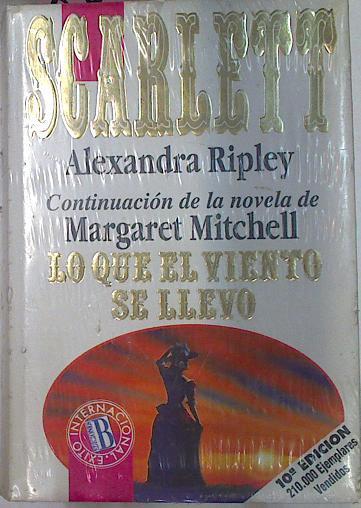 SCARLETT
Alexandra Ripley
Continuación de la novela de
Margaret Mitchell
LO QUE EL VIENTO
SE LLEVO
EXITO INTERNACIONAL
B
10ª EDICION
210.000 Ejemplares
Vendidos